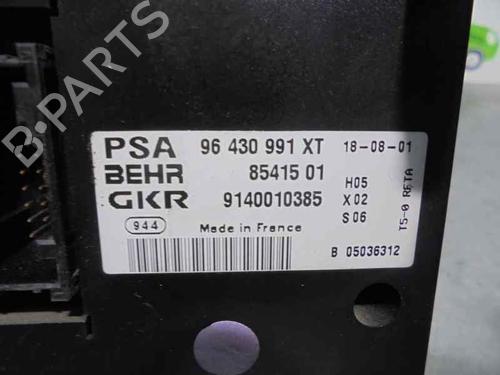 PSA 96 430 991 XT 18-08-01
BEHR 85415 01 H05
GKR 9140010385 X02
S06
944 Made in France
B 05036312
T5-0 RETA
B-PARTS